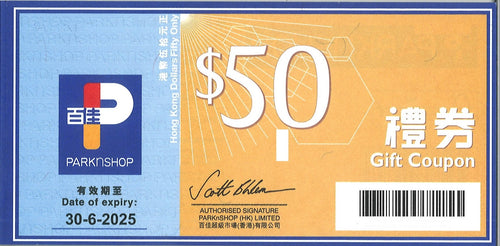 百佳
PARKnSHOP
有效期至
Date of expiry:
30-6-2025
港幣伍拾元正
Hong Kong Dollars Fifty Only
$50
禮券
Gift Coupon
AUTHORISED SIGNATURE
PARKnSHOP (HK) LIMITED
百佳超級市場(香港)有限公司